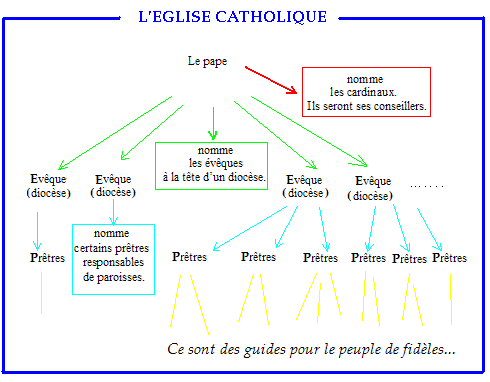 L'EGLISE CATHOLIQUE
Le pape
nomme
les cardinaux.
Ils seront ses conseillers.
nomme
les évêques
à la tête d'un diocèse.
Evêque
(diocèse)
Evêque
(diocèse)
Evêque
(diocèse)
Evêque
(diocèse)
.......
nomme
certains prêtres
responsables
de paroisses.
Prêtres
Prêtres
Prêtres
Prêtres
Prêtres
Prêtres
Prêtres
Ce sont des guides pour le peuple de fidèles...